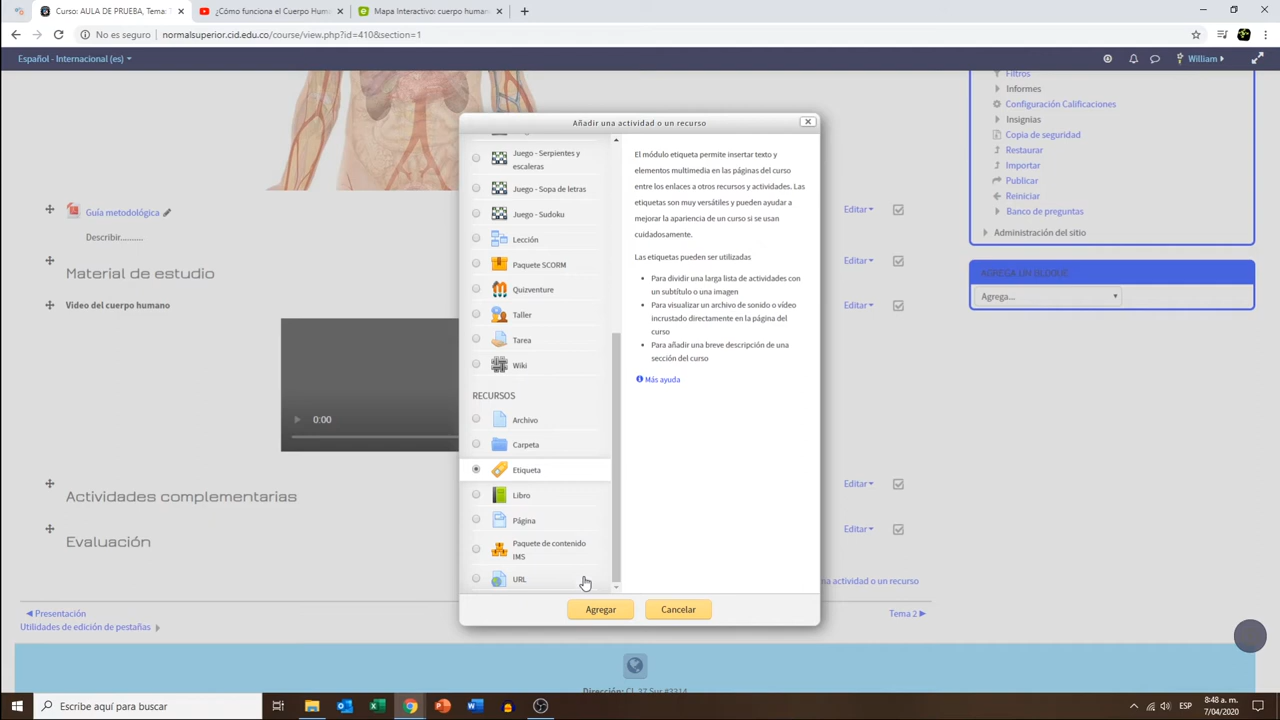 Curso: AULA DE PRUEBA, Tema: T
¿Cómo funciona el Cuerpo Hum
Mapa Interactivo: cuerpo human
No es seguro
normalsuperior.cid.edu.co/course/view.php?id=410&section=1
Español - Internacional (es)
William
Filtros
Informes
Configuración Calificaciones
Insignias
Copia de seguridad
Restaurar
Importar
Publicar
Reiniciar
Banco de preguntas
Administración del sitio
AGREGA UN BLOQUE
Agrega...
Guía metodológica
Describir...........
Material de estudio
Video del cuerpo humano
0:00
Actividades complementarias
Evaluación
Editar
Editar
Editar
Editar
Editar
na actividad o un recurso
Presentación
Tema 2
Utilidades de edición de pestañas
Añadir una actividad o un recurso
Juego - Serpientes y
escaleras
Juego - Sopa de letras
Juego - Sudoku
Lección
Paquete SCORM
Quizventure
Taller
Tarea
Wiki
RECURSOS
Archivo
Carpeta
Etiqueta
Libro
Página
Paquete de contenido
IMS
URL
El módulo etiqueta permite insertar texto y
elementos multimedia en las páginas del curso
entre los enlaces a otros recursos y actividades. Las
etiquetas son muy versátiles y pueden ayudar a
mejorar la apariencia de un curso si se usan
cuidadosamente.
Las etiquetas pueden ser utilizadas
Para dividir una larga lista de actividades con
un subtítulo o una imagen
Para visualizar un archivo de sonido o vídeo
incrustado directamente en la página del
curso
Para añadir una breve descripción de una
sección del curso
Más ayuda
Agregar
Cancelar
Dirección: CL 37 Sur #3314
Escribe aquí para buscar
ESP
8:48 a. m.
7/04/2020